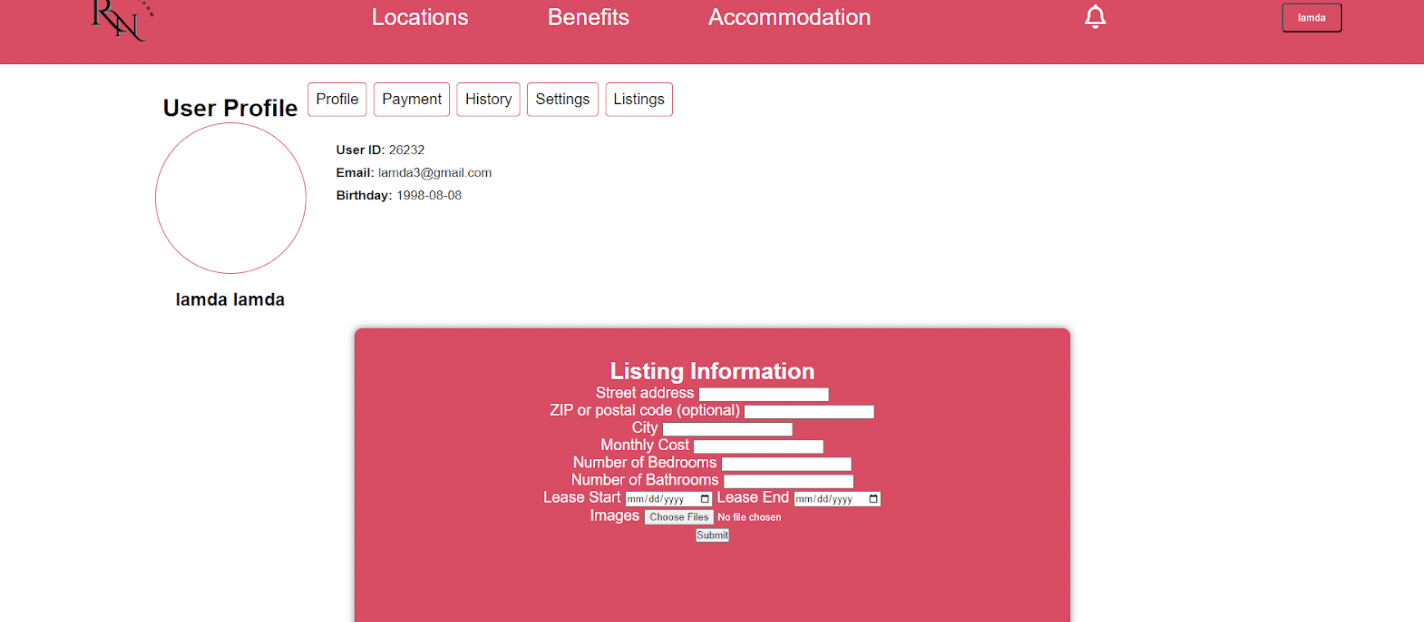 RN
Locations Benefits Accommodation lamda
User Profile Profile Payment History Settings Listings
User ID: 26232
Email: lamda3@gmail.com
Birthday: 1998-08-08
lamda lamda
Listing Information
Street address
ZIP or postal code (optional)
City
Monthly Cost
Number of Bedrooms
Number of Bathrooms
Lease Start mm/dd/yyyy Lease End mm/dd/yyyy
Images Choose Files No file chosen
Submit